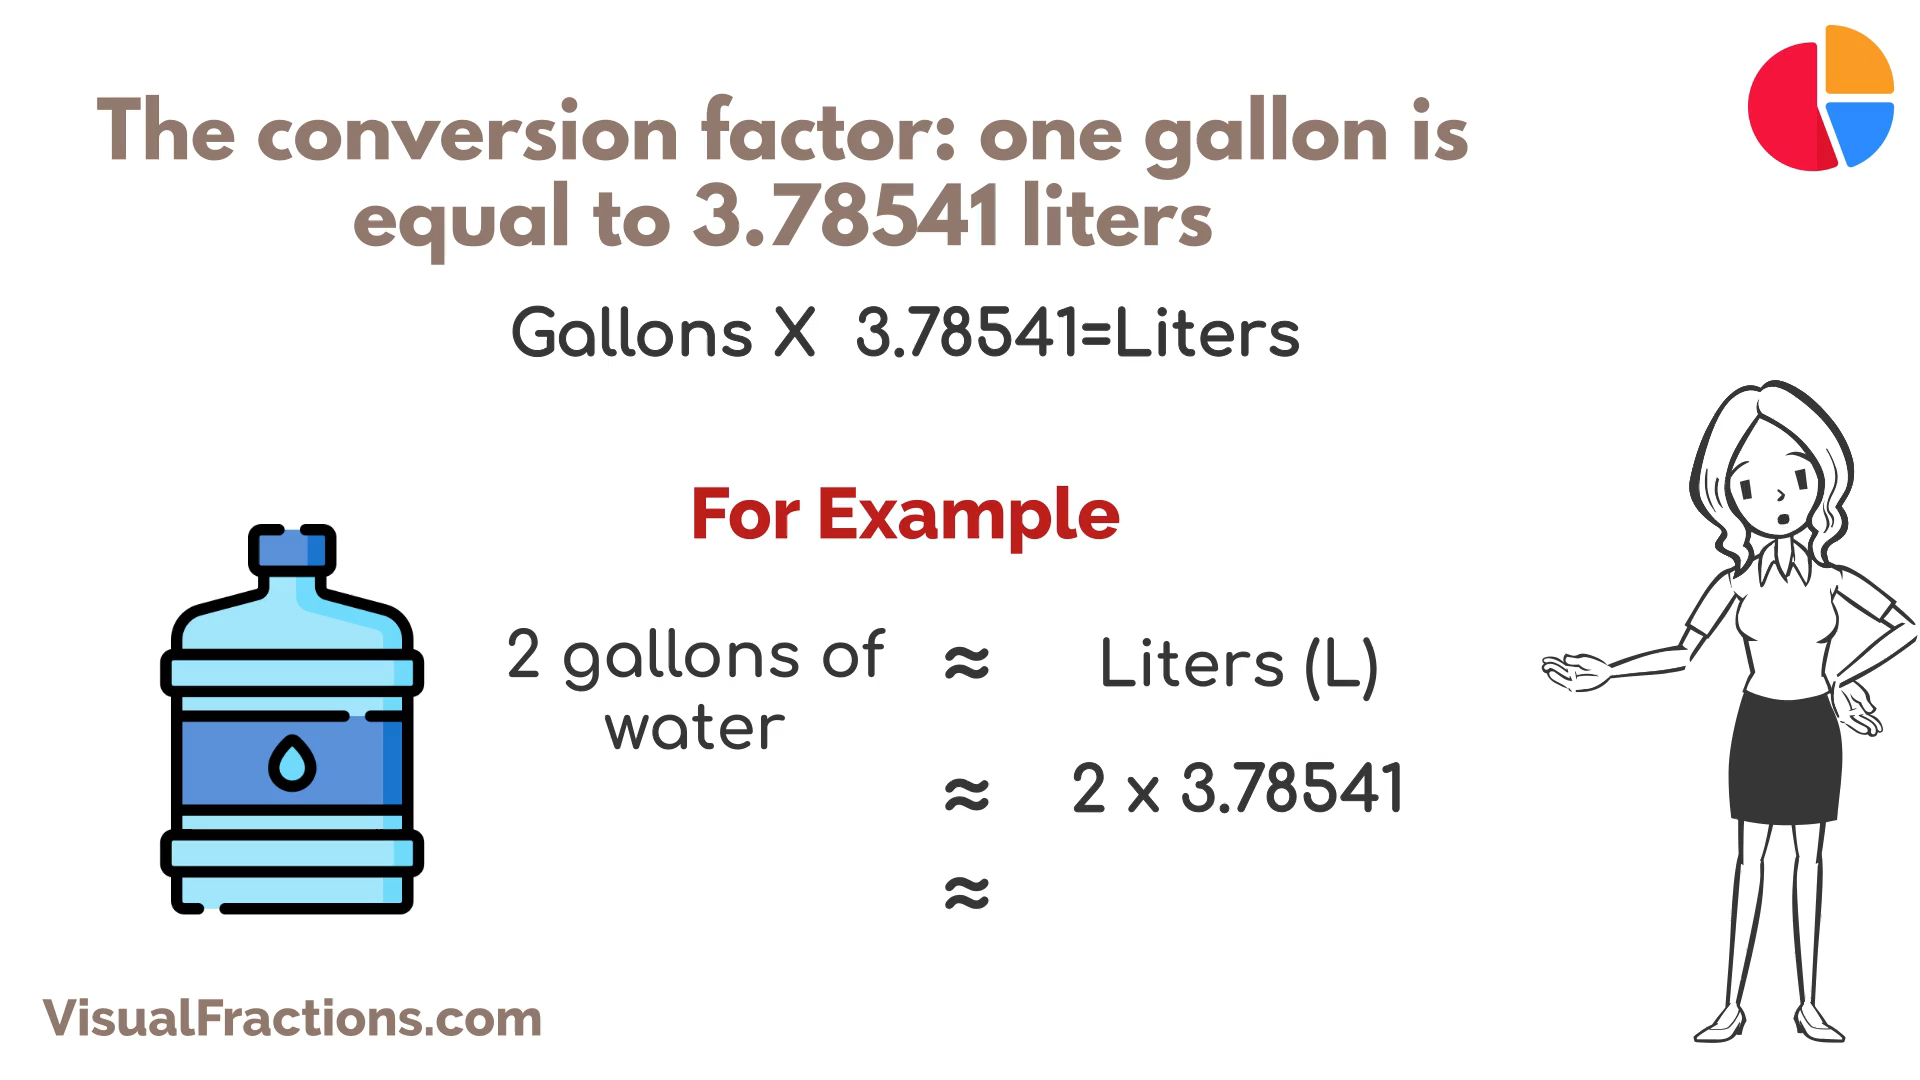 The conversion factor: one gallon is
equal to 3.78541 liters
Gallons X 3.78541=Liters
For Example
2 gallons of ≈ Liters (L)
water
≈ 2 x 3.78541
≈
VisualFractions.com